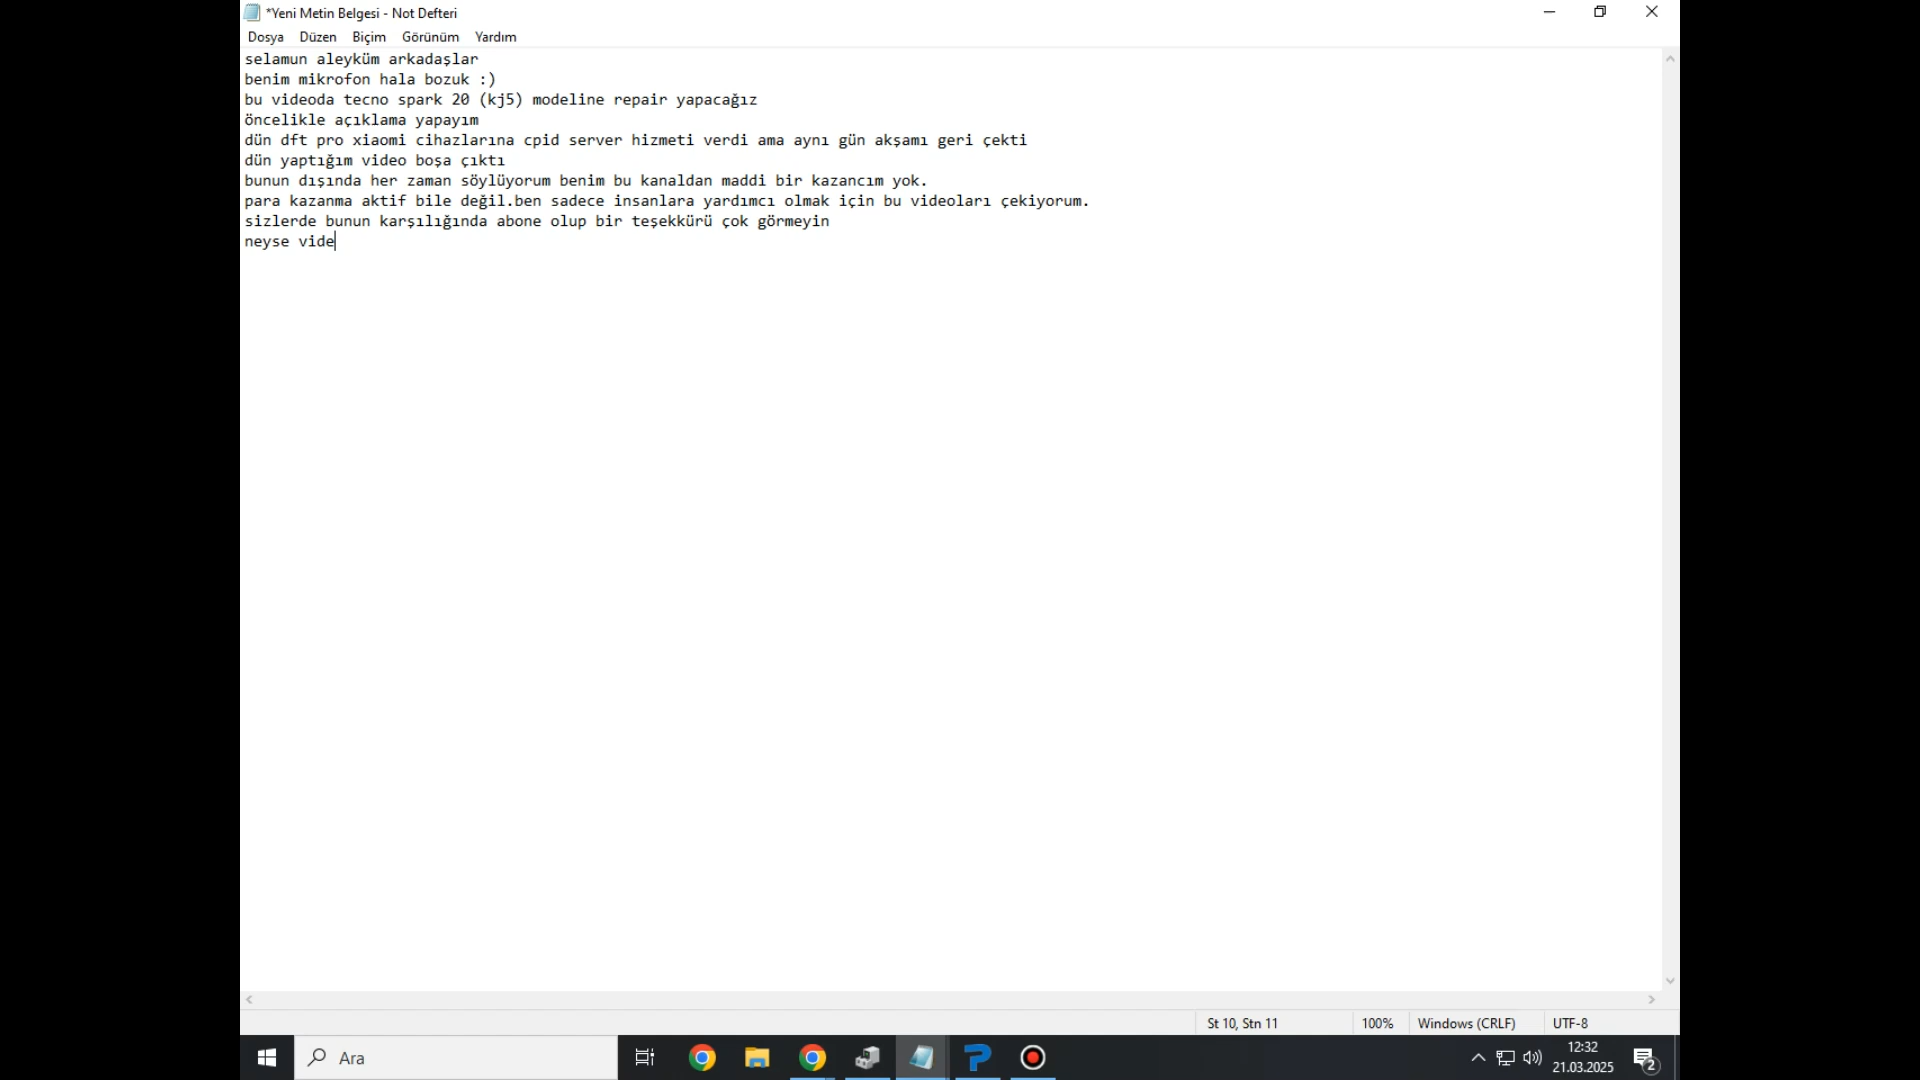 *Yeni Metin Belgesi - Not Defteri
Dosya Düzen Biçim Görünüm Yardım
selamun aleyküm arkadaşlar
benim mikrofon hala bozuk :)
bu videoda tecno spark 20 (kj5) modeline repair yapacağız
öncelikle açıklama yapayım
dün dft pro xiaomi cihazlarına cpid server hizmeti verdi ama aynı gün akşamı geri çekti
dün yaptığım video boşa çıktı
bunun dışında her zaman söylüyorum benim bu kanaldan maddi bir kazancım yok.
para kazanma aktif bile değil.ben sadece insanlara yardımcı olmak için bu videoları çekiyorum.
sizlerde bunun karşılığında abone olup bir teşekkürü çok görmeyin
neyse vide
St 10, Stn 11 100% Windows (CRLF) UTF-8
Ara
12:32
21.03.2025
2